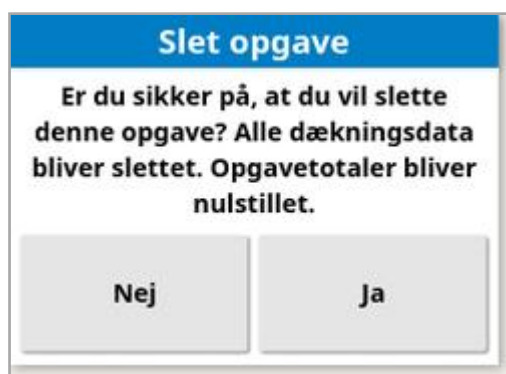 Slet opgave
Er du sikker på, at du vil slette
denne opgave? Alle dækningsdata
bliver slettet. Opgavetotaler bliver
nulstillet.
Nej
Ja